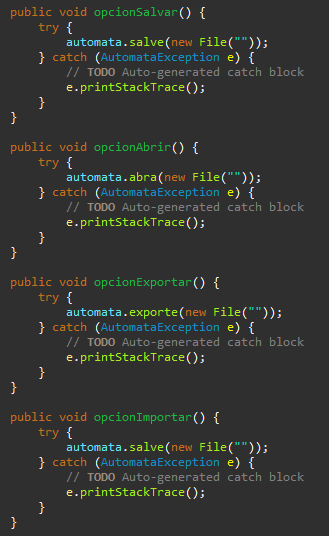 public void opcionSalvar() {
    try {
        automata.salve(new File(""));
    } catch (AutomataException e) {
        // TODO Auto-generated catch block
        e.printStackTrace();
    }
}

public void opcionAbrir() {
    try {
        automata.abra(new File(""));
    } catch (AutomataException e) {
        // TODO Auto-generated catch block
        e.printStackTrace();
    }
}

public void opcionExportar() {
    try {
        automata.exporte(new File(""));
    } catch (AutomataException e) {
        // TODO Auto-generated catch block
        e.printStackTrace();
    }
}

public void opcionImportar() {
    try {
        automata.salve(new File(""));
    } catch (AutomataException e) {
        // TODO Auto-generated catch block
        e.printStackTrace();
    }
}